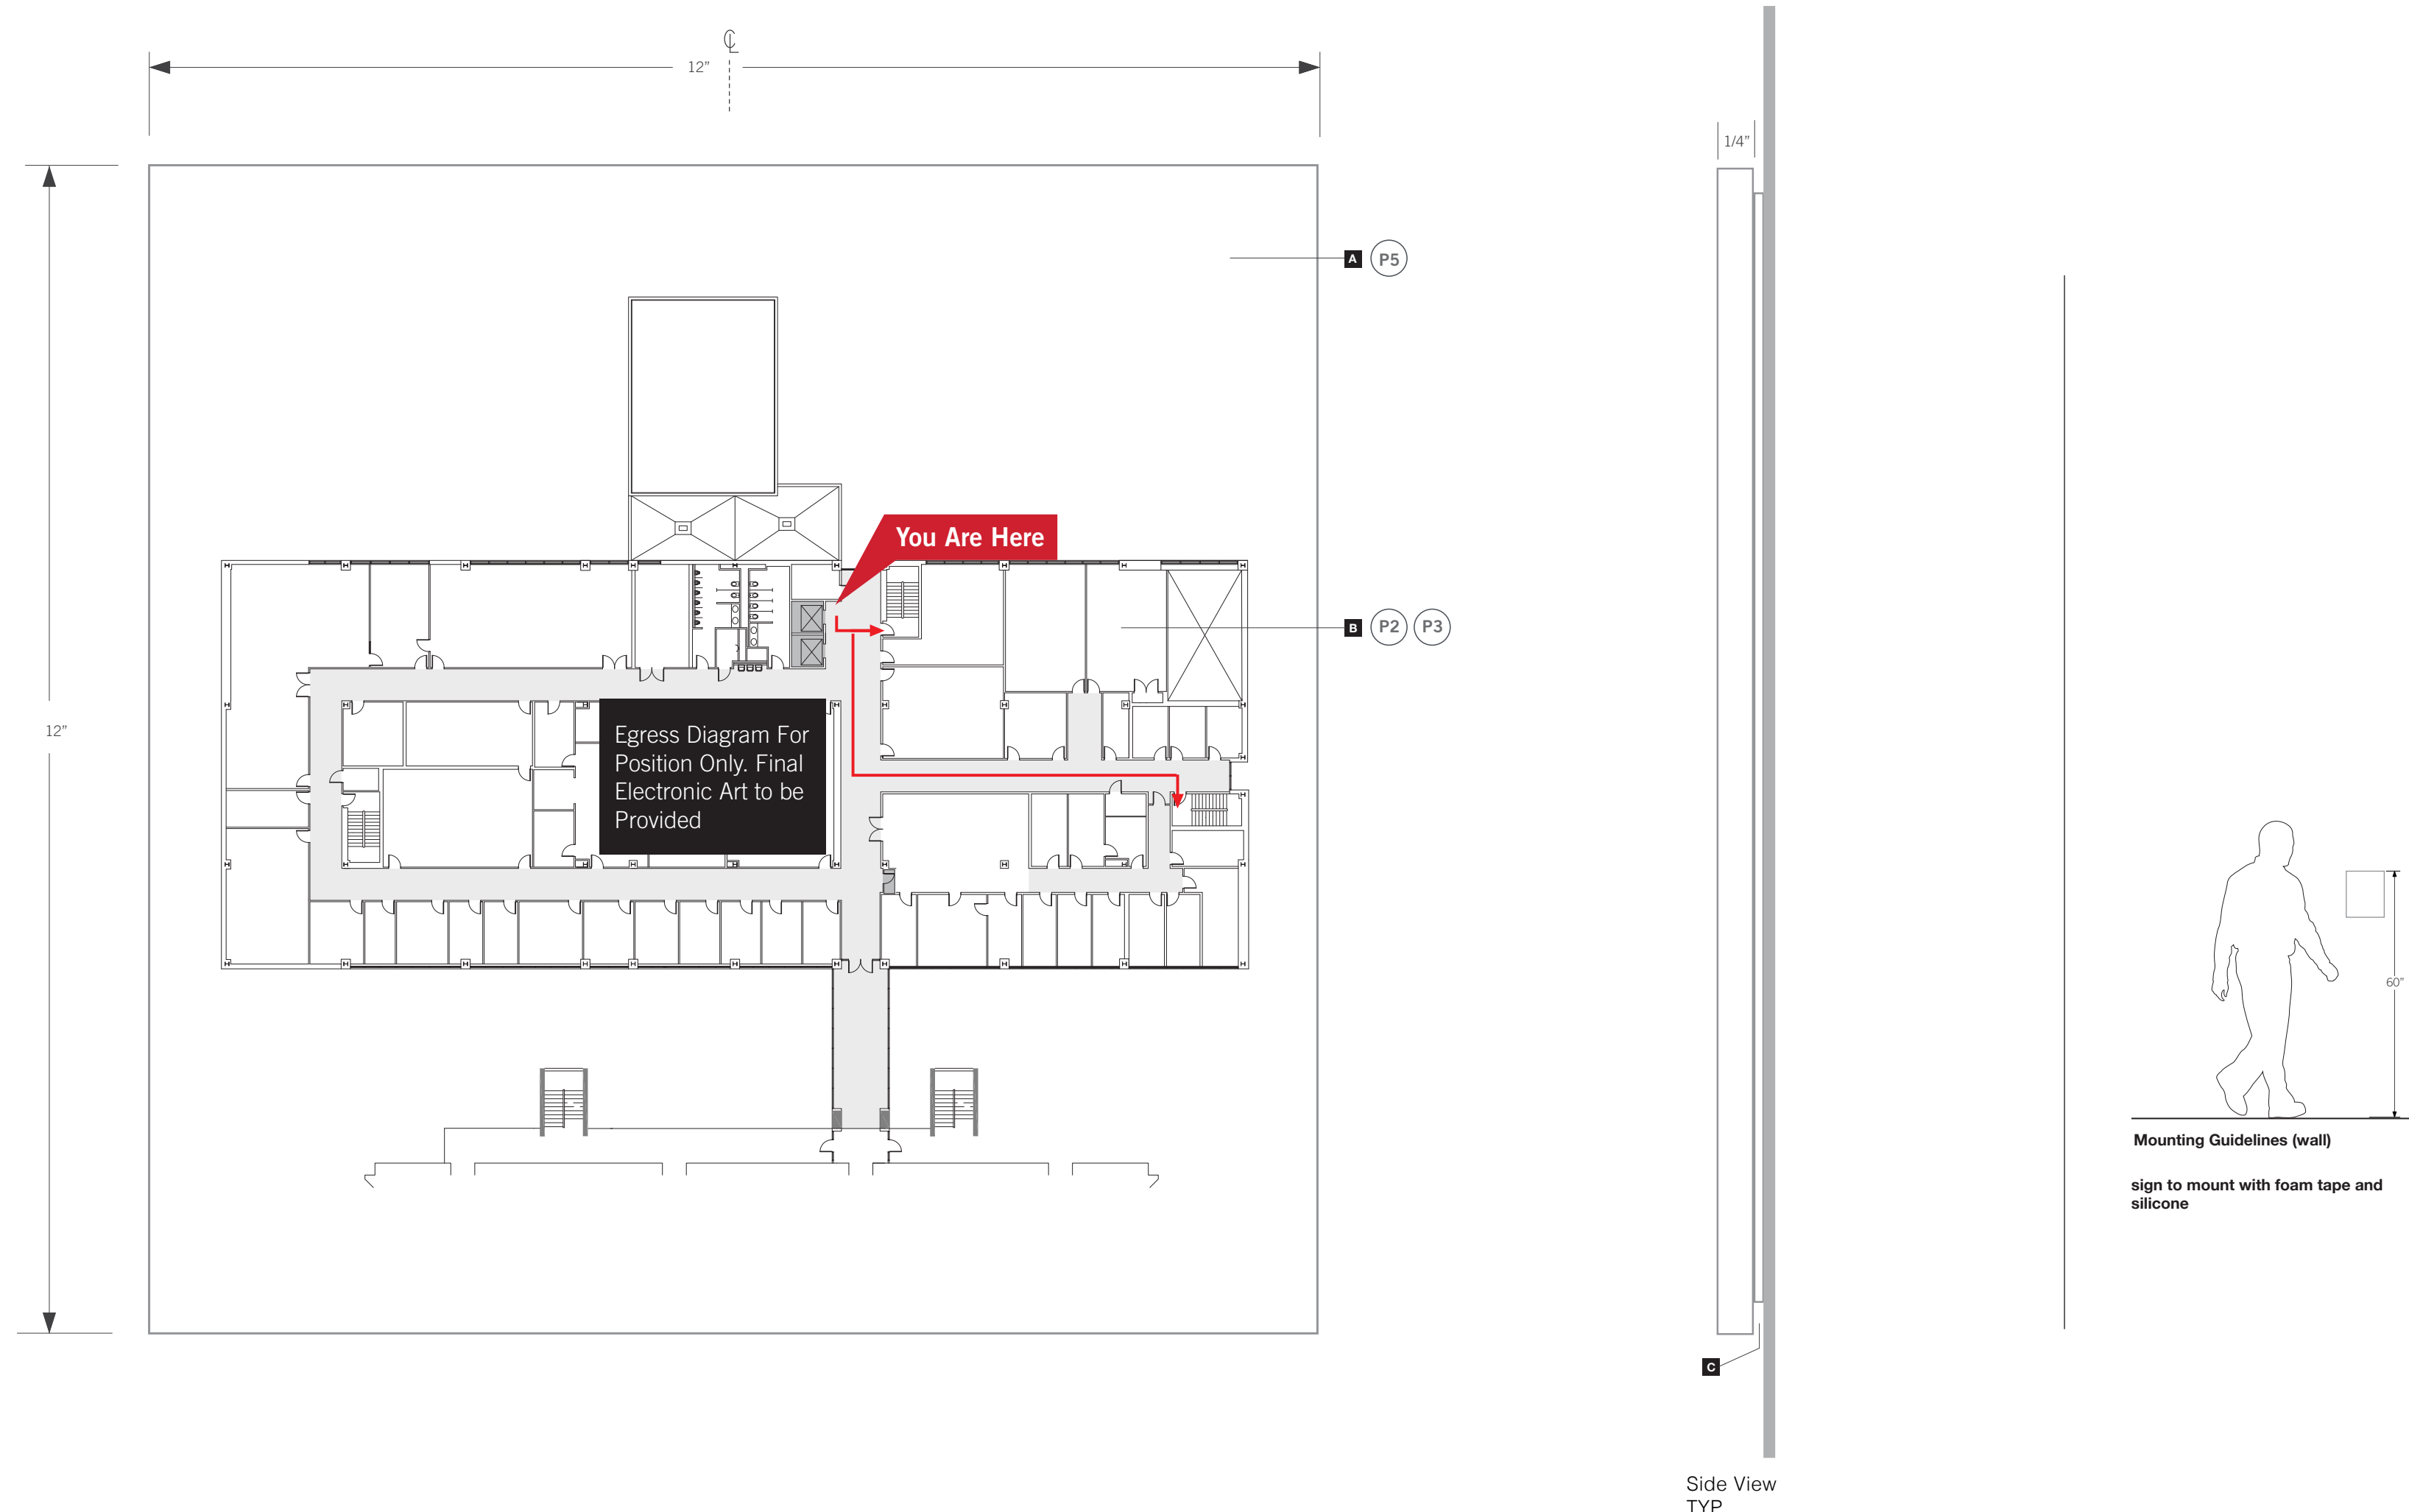 ℄
12”
1/4”
A P5
You Are Here
B P2 P3
12”
Egress Diagram For
Position Only. Final
Electronic Art to be
Provided
60”
Mounting Guidelines (wall)
sign to mount with foam tape and
silicone
C
Side View
TYP